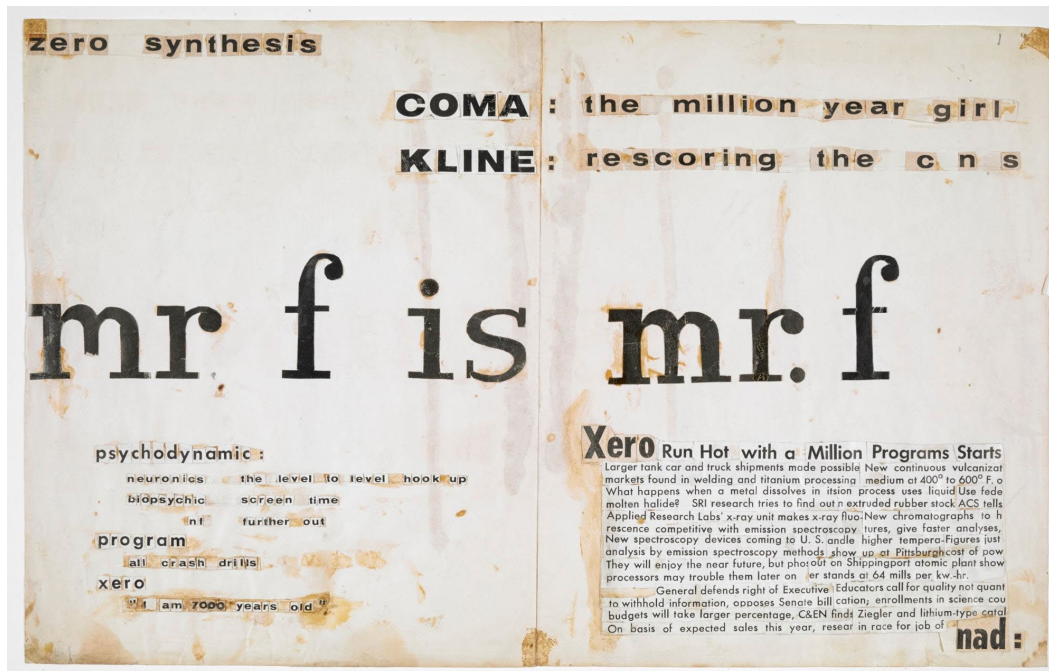 zero synthesis
COMA : the million year girl
KLINE : rescoring the c n s
mr f is mr. f
psychodynamic :
neuronics the level to level hook up
biopsychic screen time
n f further out
program
all crash drills
xero
"I am 7000 years old"
Xero Run Hot with a Million Programs Starts
Larger tank car and truck shipments made possible New continuous vulcanizat
markets found in welding and titanium processing medium at 400° to 600° F. o
What happens when a metal dissolves in itsion process uses liquid Use fede
molten halide? SRI research tries to find out n extruded rubber stock ACS tells
Applied Research Labs' x-ray unit makes x-ray fluo-New chromatographs to h
rescence competitive with emission spectroscopy tures, give faster analyses,
New spectroscopy devices coming to U. S. andle higher tempera-Figures just
analysis by emission spectroscopy methods show up at Pittsburgh cost of pow
They will enjoy the near future, but phot out on Shippingport atomic plant show
processors may trouble them later on er stands at 64 mills per kw.-hr.
General defends right of Executive Educators call for quality not quant
to withhold information, opposes Senate bill cation; enrollments in science cou
budgets will take larger percentage, C&EN finds Ziegler and lithium-type catal
On basis of expected sales this year, resear in race for job of
nad :